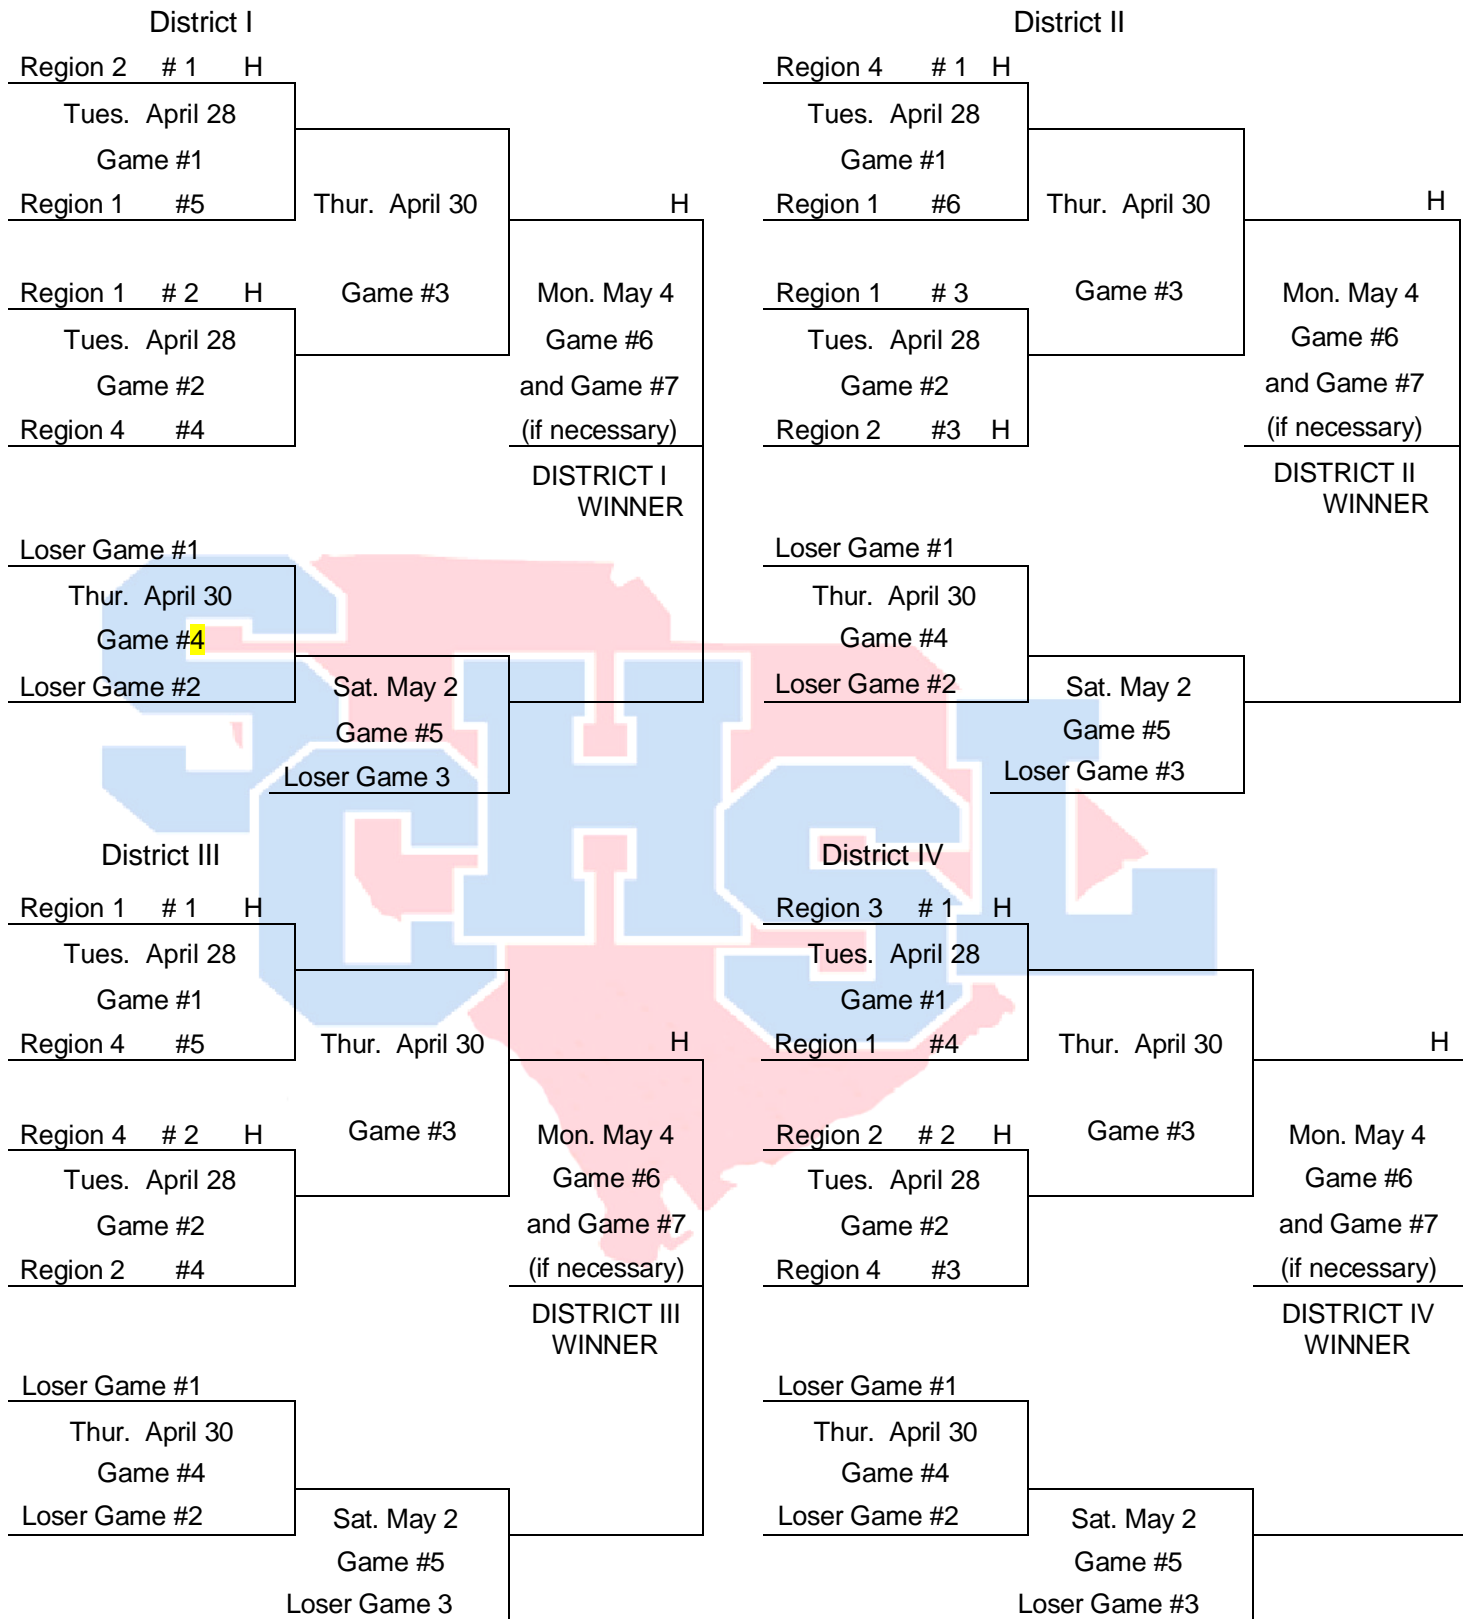 District I
Region 2 # 1 H
Tues. April 28
Game #1
Region 1 #5
Thur. April 30
H
Region 1 # 2 H
Game #3
Mon. May 4
Tues. April 28
Game #6
Game #2
and Game #7
Region 4 #4
(if necessary)
DISTRICT I
WINNER
Loser Game #1
Thur. April 30
Game #4
Loser Game #2
Sat. May 2
Game #5
Loser Game 3
District II
Region 4 # 1 H
Tues. April 28
Game #1
Region 1 #6
Thur. April 30
H
Region 1 # 3
Game #3
Mon. May 4
Tues. April 28
Game #6
Game #2
and Game #7
Region 2 #3 H
(if necessary)
DISTRICT II
WINNER
Loser Game #1
Thur. April 30
Game #4
Loser Game #2
Sat. May 2
Game #5
Loser Game #3
SCHSL
District III
Region 1 # 1 H
Tues. April 28
Game #1
Region 4 #5
Thur. April 30
H
Region 4 # 2 H
Game #3
Mon. May 4
Tues. April 28
Game #6
Game #2
and Game #7
Region 2 #4
(if necessary)
DISTRICT III
WINNER
Loser Game #1
Thur. April 30
Game #4
Loser Game #2
Sat. May 2
Game #5
Loser Game 3
District IV
Region 3 # 1 H
Tues. April 28
Game #1
Region 1 #4
Thur. April 30
H
Region 2 # 2 H
Game #3
Mon. May 4
Tues. April 28
Game #6
Game #2
and Game #7
Region 4 #3
(if necessary)
DISTRICT IV
WINNER
Loser Game #1
Thur. April 30
Game #4
Loser Game #2
Sat. May 2
Game #5
Loser Game #3